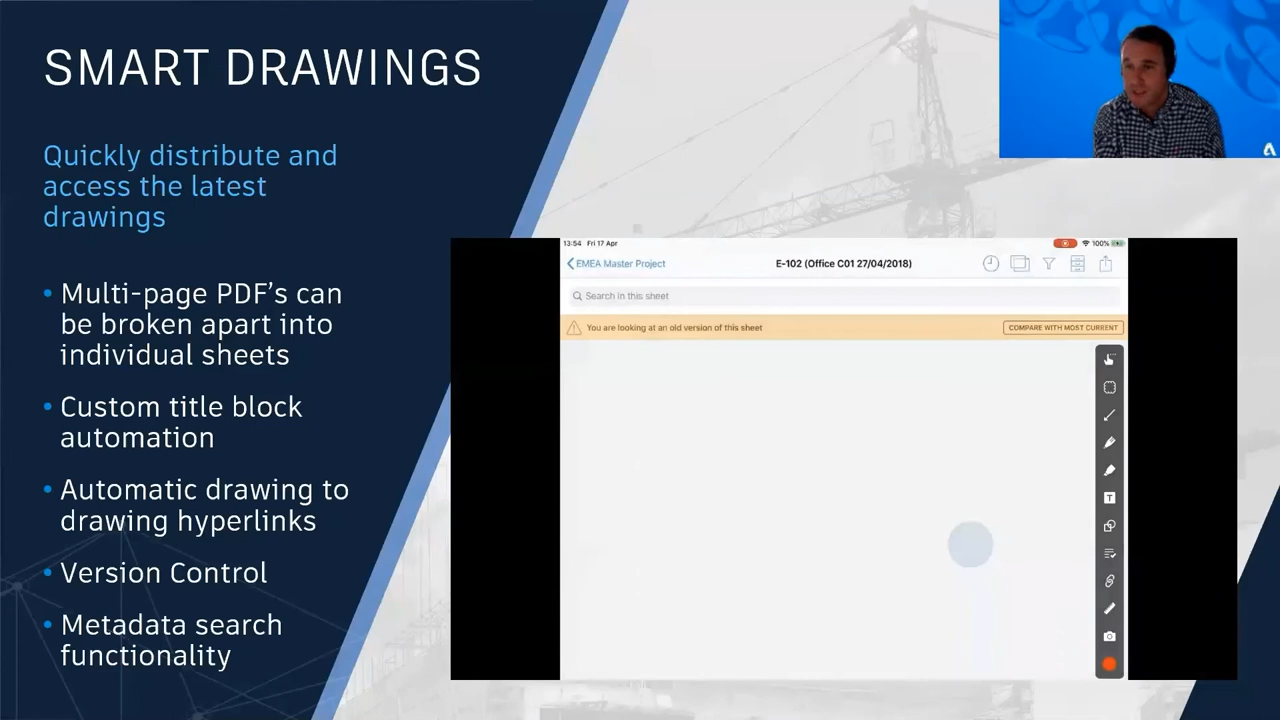 SMART DRAWINGS
Quickly distribute and
access the latest
drawings
• Multi-page PDF's can
be broken apart into
individual sheets
• Custom title block
automation
• Automatic drawing to
drawing hyperlinks
• Version Control
• Metadata search
functionality
13:54 Fri 17 Apr
100%
EMEA Master Project
E-102 (Office C01 27/04/2018)
Search in this sheet
You are looking at an old version of this sheet
COMPARE WITH MOST CURRENT
T